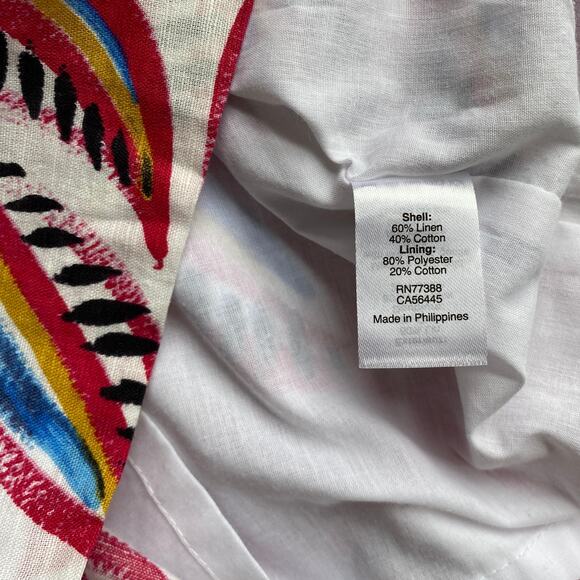 Shell:
60% Linen
40% Cotton
Lining:
80% Polyester
20% Cotton
RN77388
CA56445
Made in Philippines